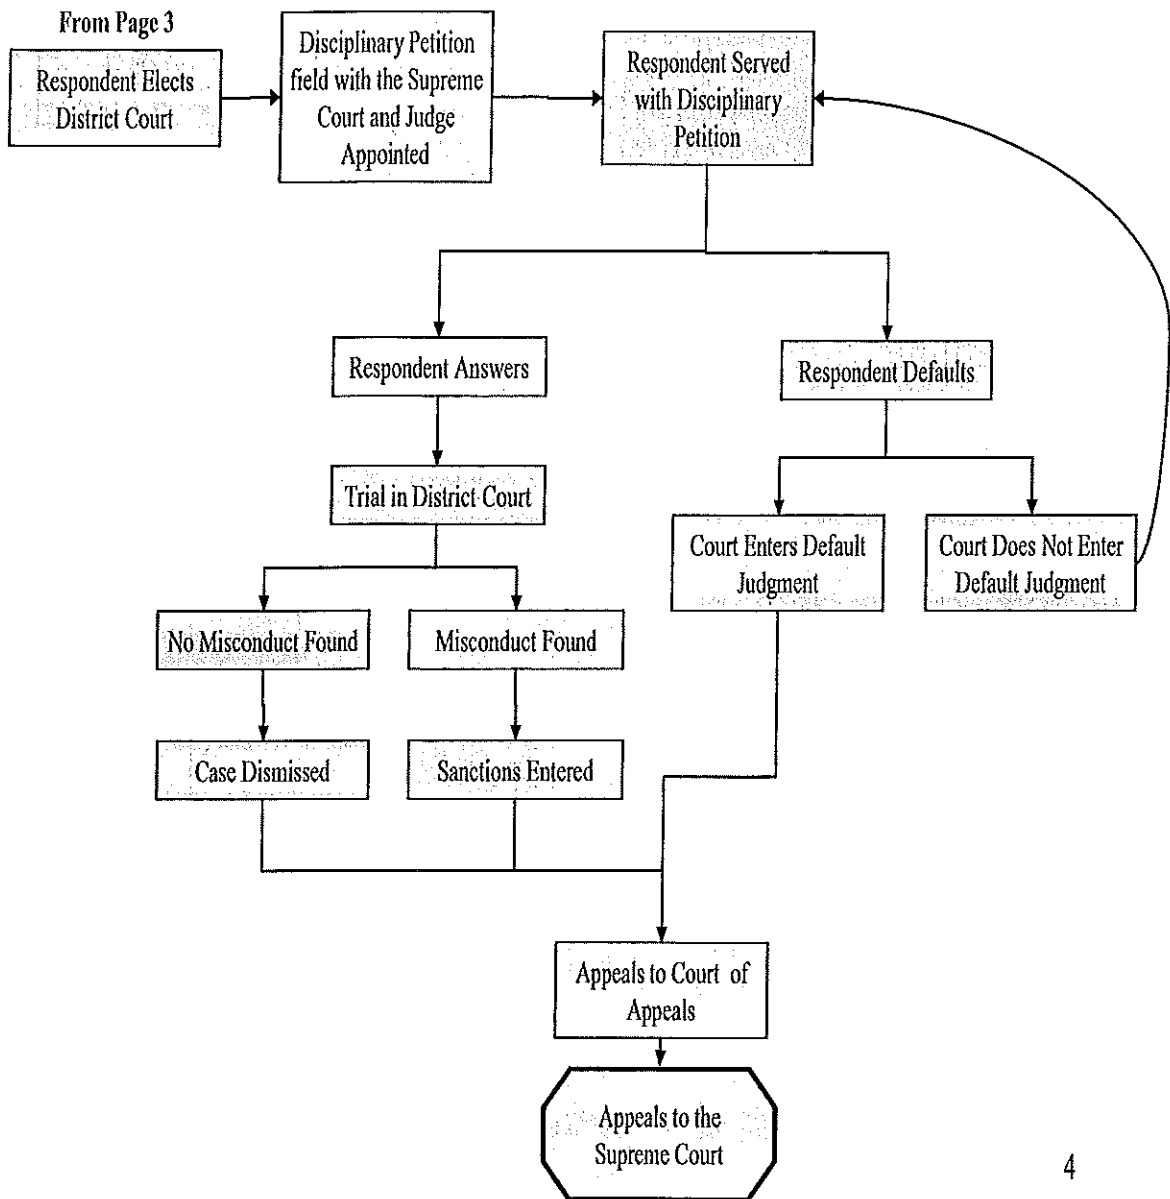 From Page 3
Respondent Elects
District Court
Disciplinary Petition
field with the Supreme
Court and Judge
Appointed
Respondent Served
with Disciplinary
Petition
Respondent Answers
Respondent Defaults
Trial in District Court
Court Enters Default
Judgment
Court Does Not Enter
Default Judgment
No Misconduct Found
Misconduct Found
Case Dismissed
Sanctions Entered
Appeals to Court of
Appeals
Appeals to the
Supreme Court
4